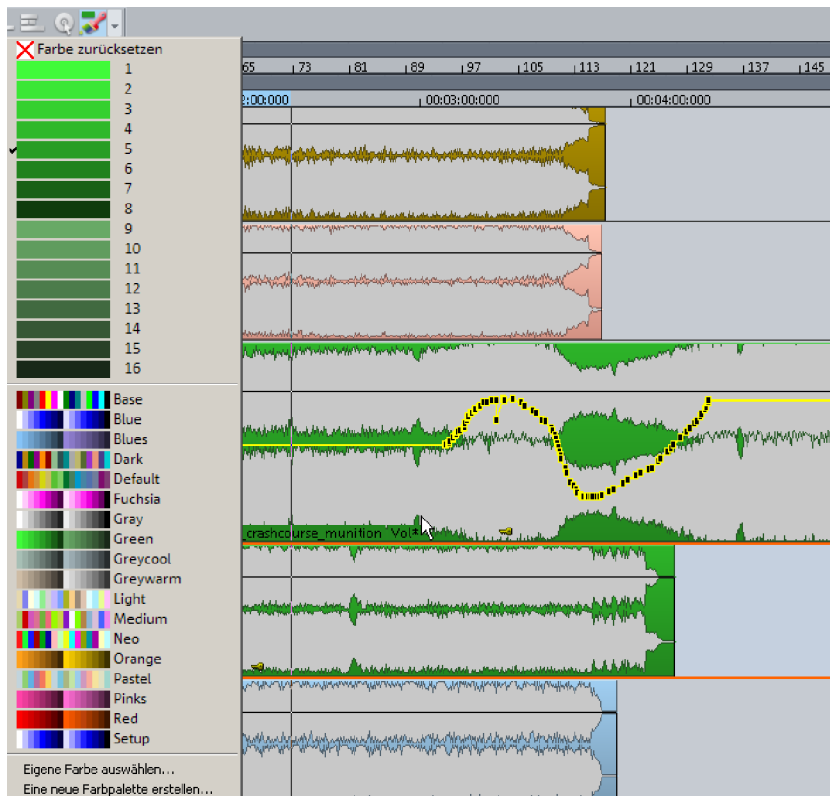 Farbe zurücksetzen
1
2
3
4
5
6
7
8
9
10
11
12
13
14
15
16
Base
Blue
Blues
Dark
Default
Fuchsia
Gray
Green
Greycool
Greywarm
Light
Medium
Neo
Orange
Pastel
Pinks
Red
Setup
Eigene Farbe auswählen...
Eine neue Farbpalette erstellen...
65 73 81 89 97 105 113 121 129 137 145
2:00:000 00:03:00:000 00:04:00:000
_crashcourse_munition Vol*